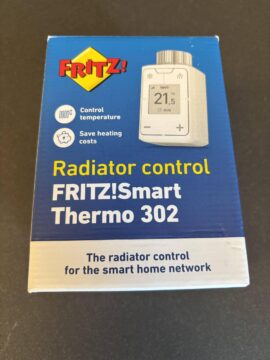 FRITZ!
21,5
Control
temperature
Save heating
costs
Radiator control
FRITZ!Smart
Thermo 302
The radiator control
for the smart home network